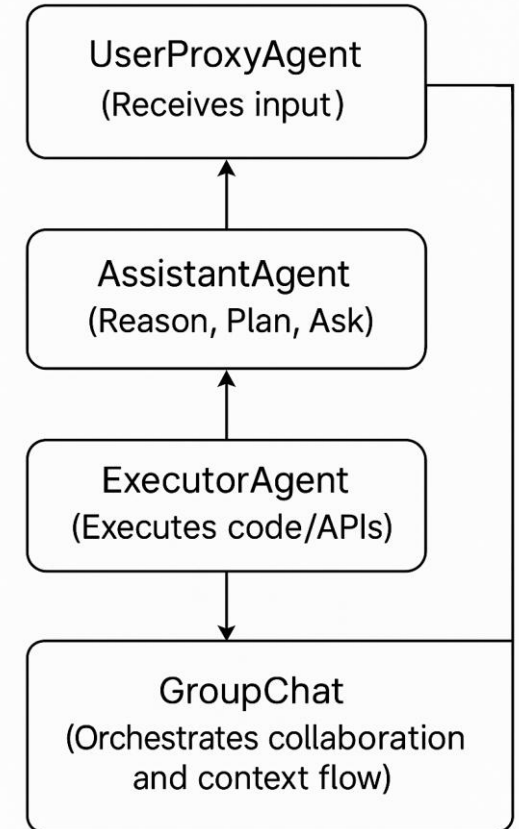 UserProxyAgent
(Receives input)
AssistantAgent
(Reason, Plan, Ask)
ExecutorAgent
(Executes code/APIs)
GroupChat
(Orchestrates collaboration
and context flow)